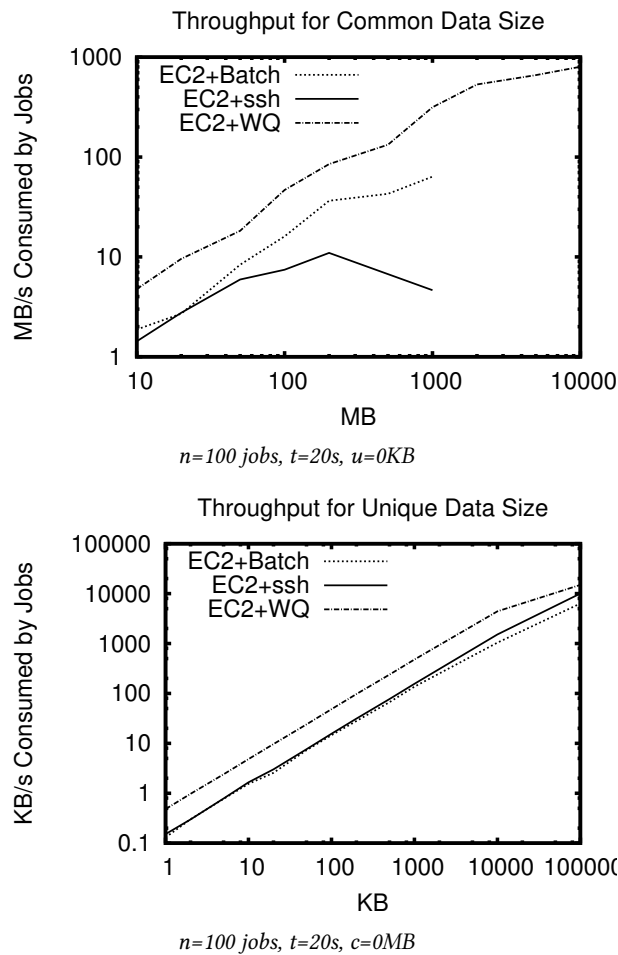 Throughput for Common Data Size
MB/s Consumed by Jobs
1000
100
10
1
EC2+Batch
EC2+ssh
EC2+WQ
10 100 1000 10000
MB
n=100 jobs, t=20s, u=0KB
Throughput for Unique Data Size
KB/s Consumed by Jobs
100000
10000
1000
100
10
1
0.1
EC2+Batch
EC2+ssh
EC2+WQ
1 10 100 1000 10000 100000
KB
n=100 jobs, t=20s, c=0MB